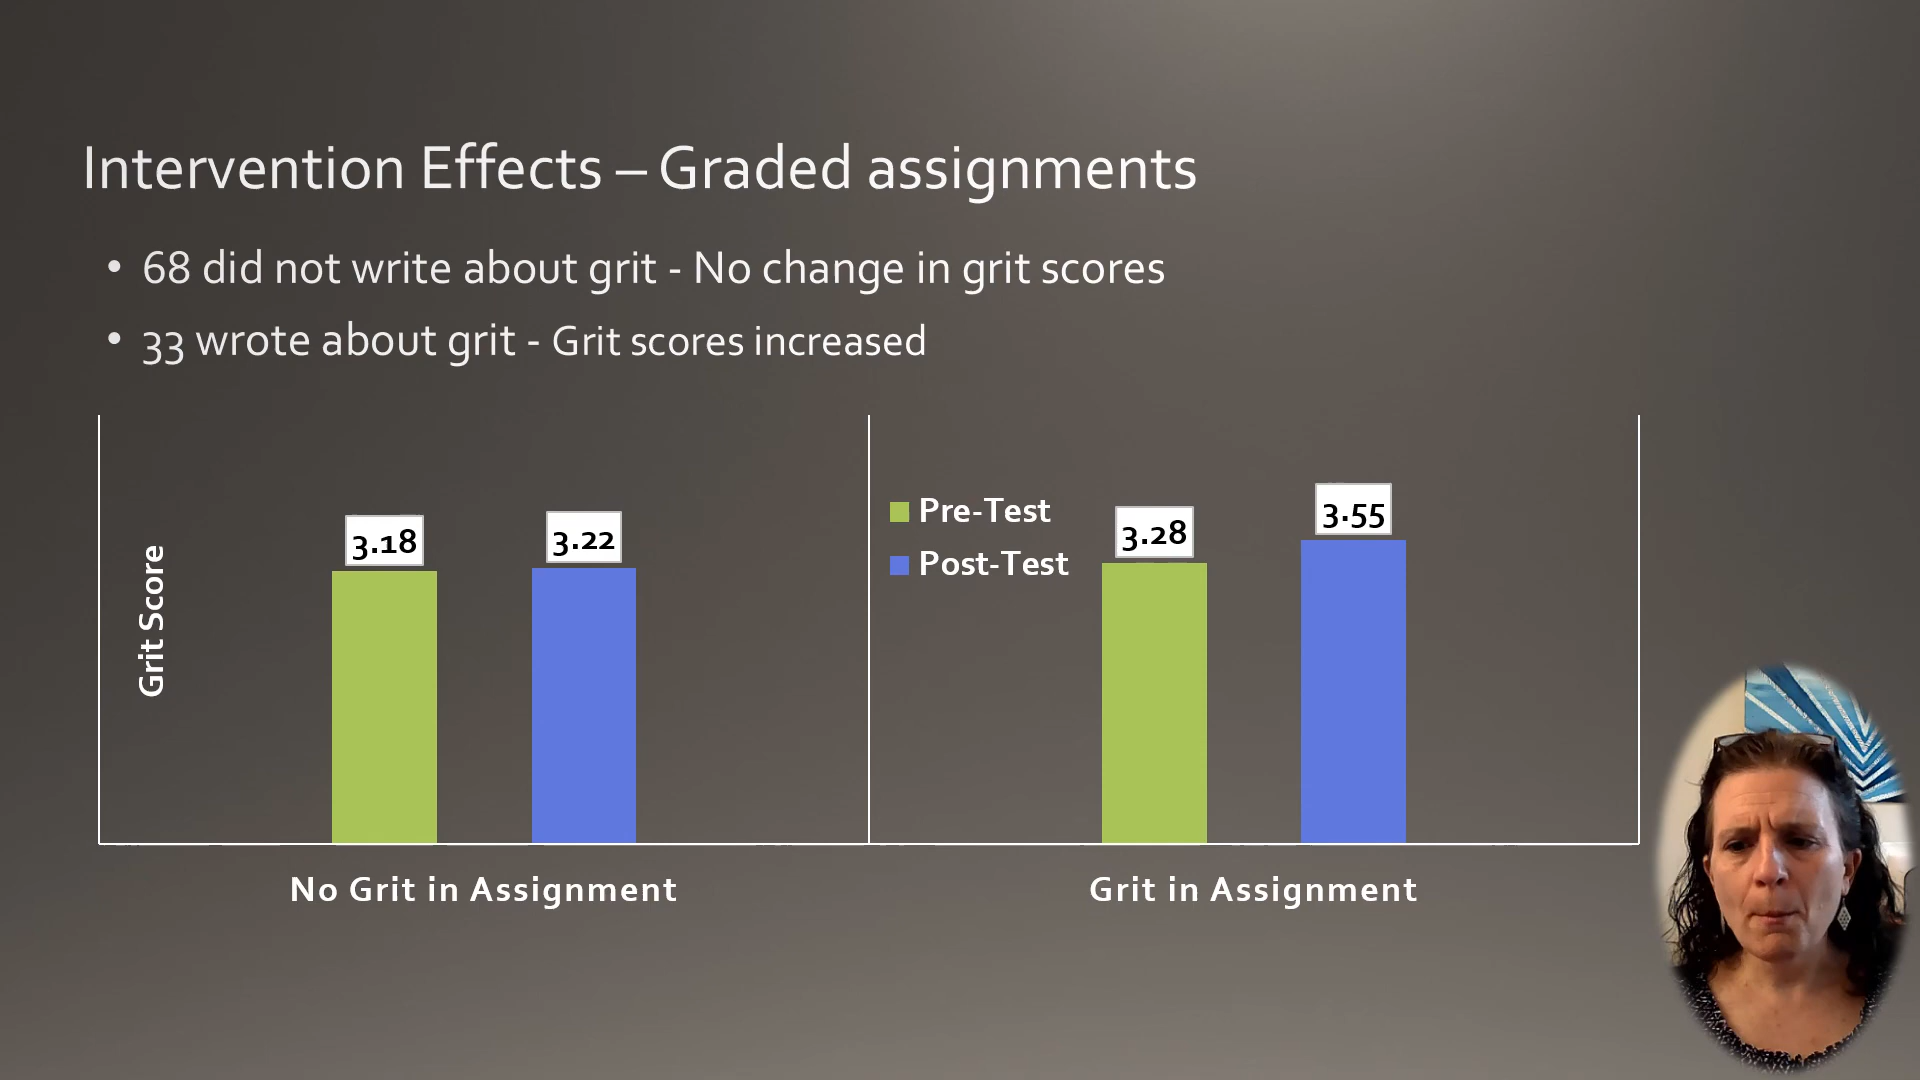 Intervention Effects – Graded assignments
• 68 did not write about grit - No change in grit scores
• 33 wrote about grit - Grit scores increased
Grit Score
3.18
3.22
Pre-Test
Post-Test
3.28
3.55
No Grit in Assignment
Grit in Assignment